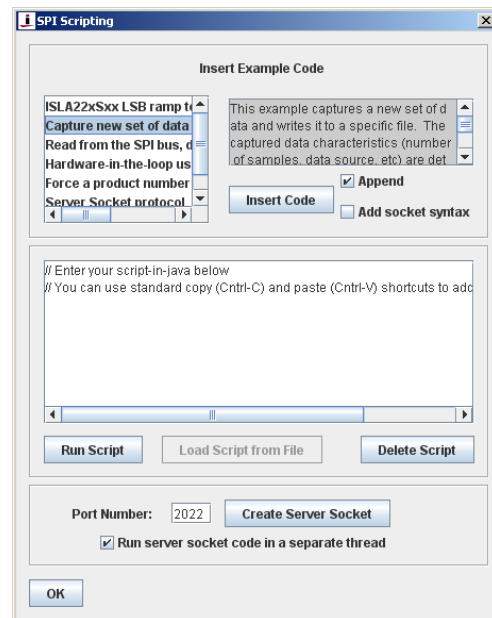 SPI Scripting
Insert Example Code
ISLA22xSxx LSB ramp te
Capture new set of data
Read from the SPI bus, d
Hardware-in-the-loop us
Force a product number
Server Socket protocol
This example captures a new set of d
ata and writes it to a specific file. The
captured data characteristics (number
of samples, data source, etc) are det
Append
Insert Code
Add socket syntax
// Enter your script-in-java below
// You can use standard copy (Cntrl-C) and paste (Cntrl-V) shortcuts to add
Run Script
Load Script from File
Delete Script
Port Number:
2022
Create Server Socket
Run server socket code in a separate thread
OK